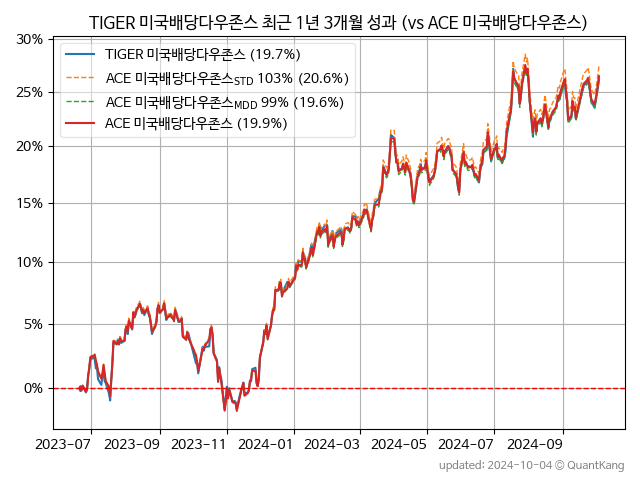 TIGER 미국배당다우존스 최근 1년 3개월 성과 (vs ACE 미국배당다우존스)
TIGER 미국배당다우존스 (19.7%)
ACE 미국배당다우존스STD 103% (20.6%)
ACE 미국배당다우존스MDD 99% (19.6%)
ACE 미국배당다우존스 (19.9%)
30%
25%
20%
15%
10%
5%
0%
2023-07 2023-09 2023-11 2024-01 2024-03 2024-05 2024-07 2024-09
updated: 2024-10-04 © QuantKang